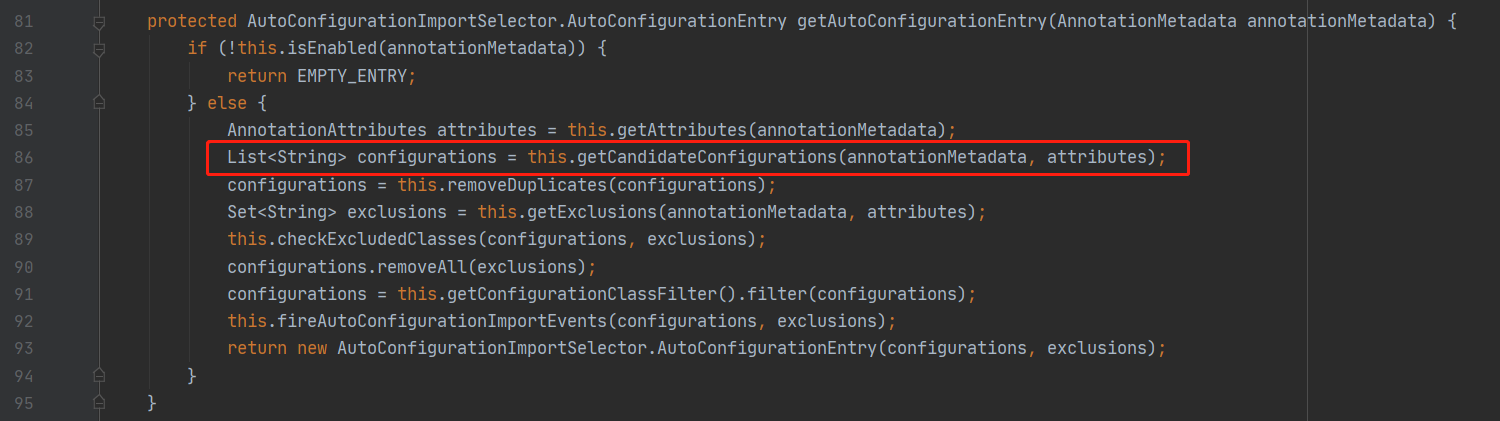 81 protected AutoConfigurationImportSelector.AutoConfigurationEntry getAutoConfigurationEntry(AnnotationMetadata annotationMetadata) {
82 if (!this.isEnabled(annotationMetadata)) {
83 return EMPTY_ENTRY;
84 } else {
85 AnnotationAttributes attributes = this.getAttributes(annotationMetadata);
86 List<String> configurations = this.getCandidateConfigurations(annotationMetadata, attributes);
87 configurations = this.removeDuplicates(configurations);
88 Set<String> exclusions = this.getExclusions(annotationMetadata, attributes);
89 this.checkExcludedClasses(configurations, exclusions);
90 configurations.removeAll(exclusions);
91 configurations = this.getConfigurationClassFilter().filter(configurations);
92 this.fireAutoConfigurationImportEvents(configurations, exclusions);
93 return new AutoConfigurationImportSelector.AutoConfigurationEntry(configurations, exclusions);
94 }
95 }